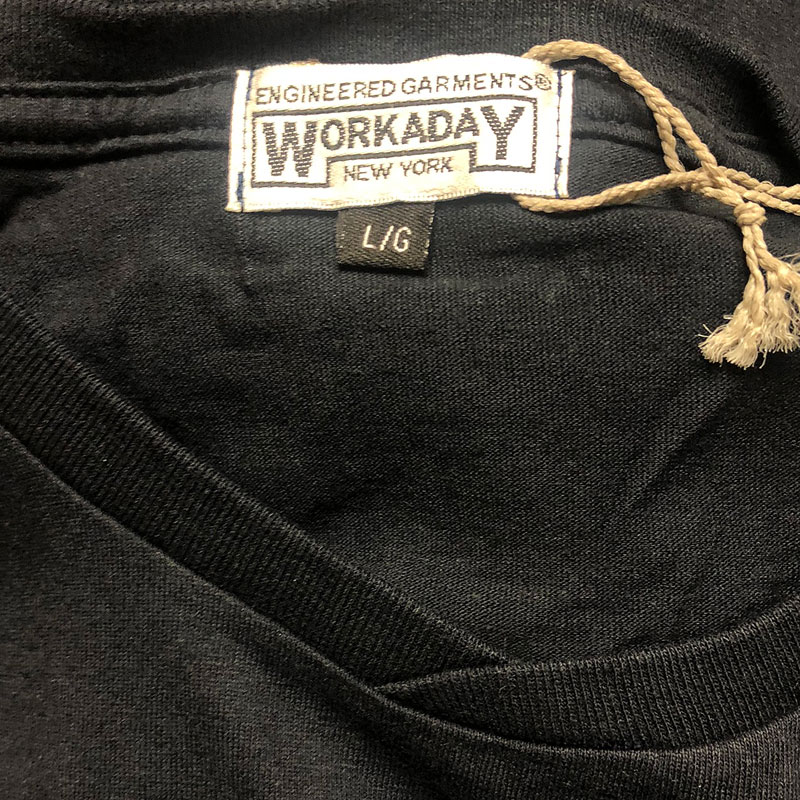 ENGINEERED GARMENTS®
WORKADAY
NEW YORK
L/G